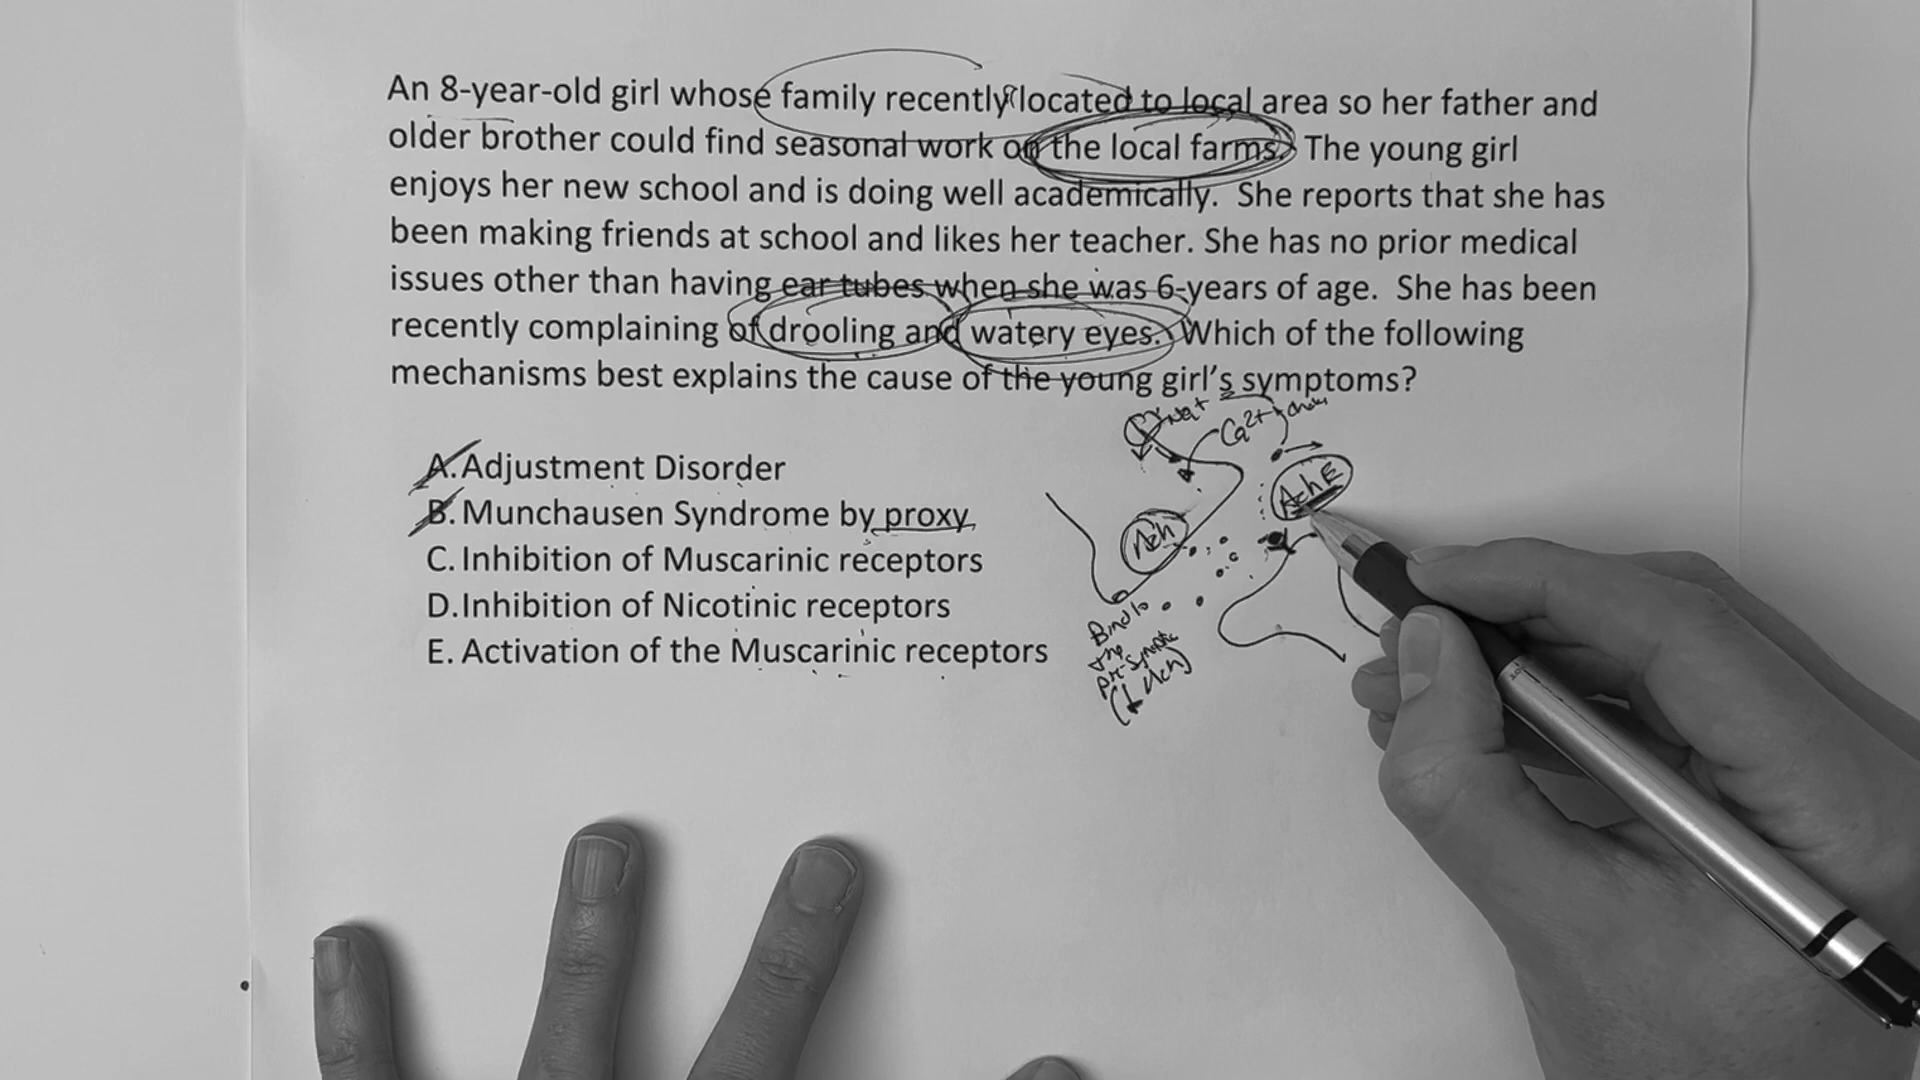 An 8-year-old girl whose family recently located to local area so her father and
older brother could find seasonal work on the local farms. The young girl
enjoys her new school and is doing well academically. She reports that she has
been making friends at school and likes her teacher. She has no prior medical
issues other than having ear tubes when she was 6-years of age. She has been
recently complaining of drooling and watery eyes. Which of the following
mechanisms best explains the cause of the young girl's symptoms?
Na+
Ca2+
A. Adjustment Disorder
AchE
B. Munchausen Syndrome by proxy
Ach
C. Inhibition of Muscarinic receptors
D. Inhibition of Nicotinic receptors
E. Activation of the Muscarinic receptors
Bind to
the
pre-synaptic
(↓ Ach)